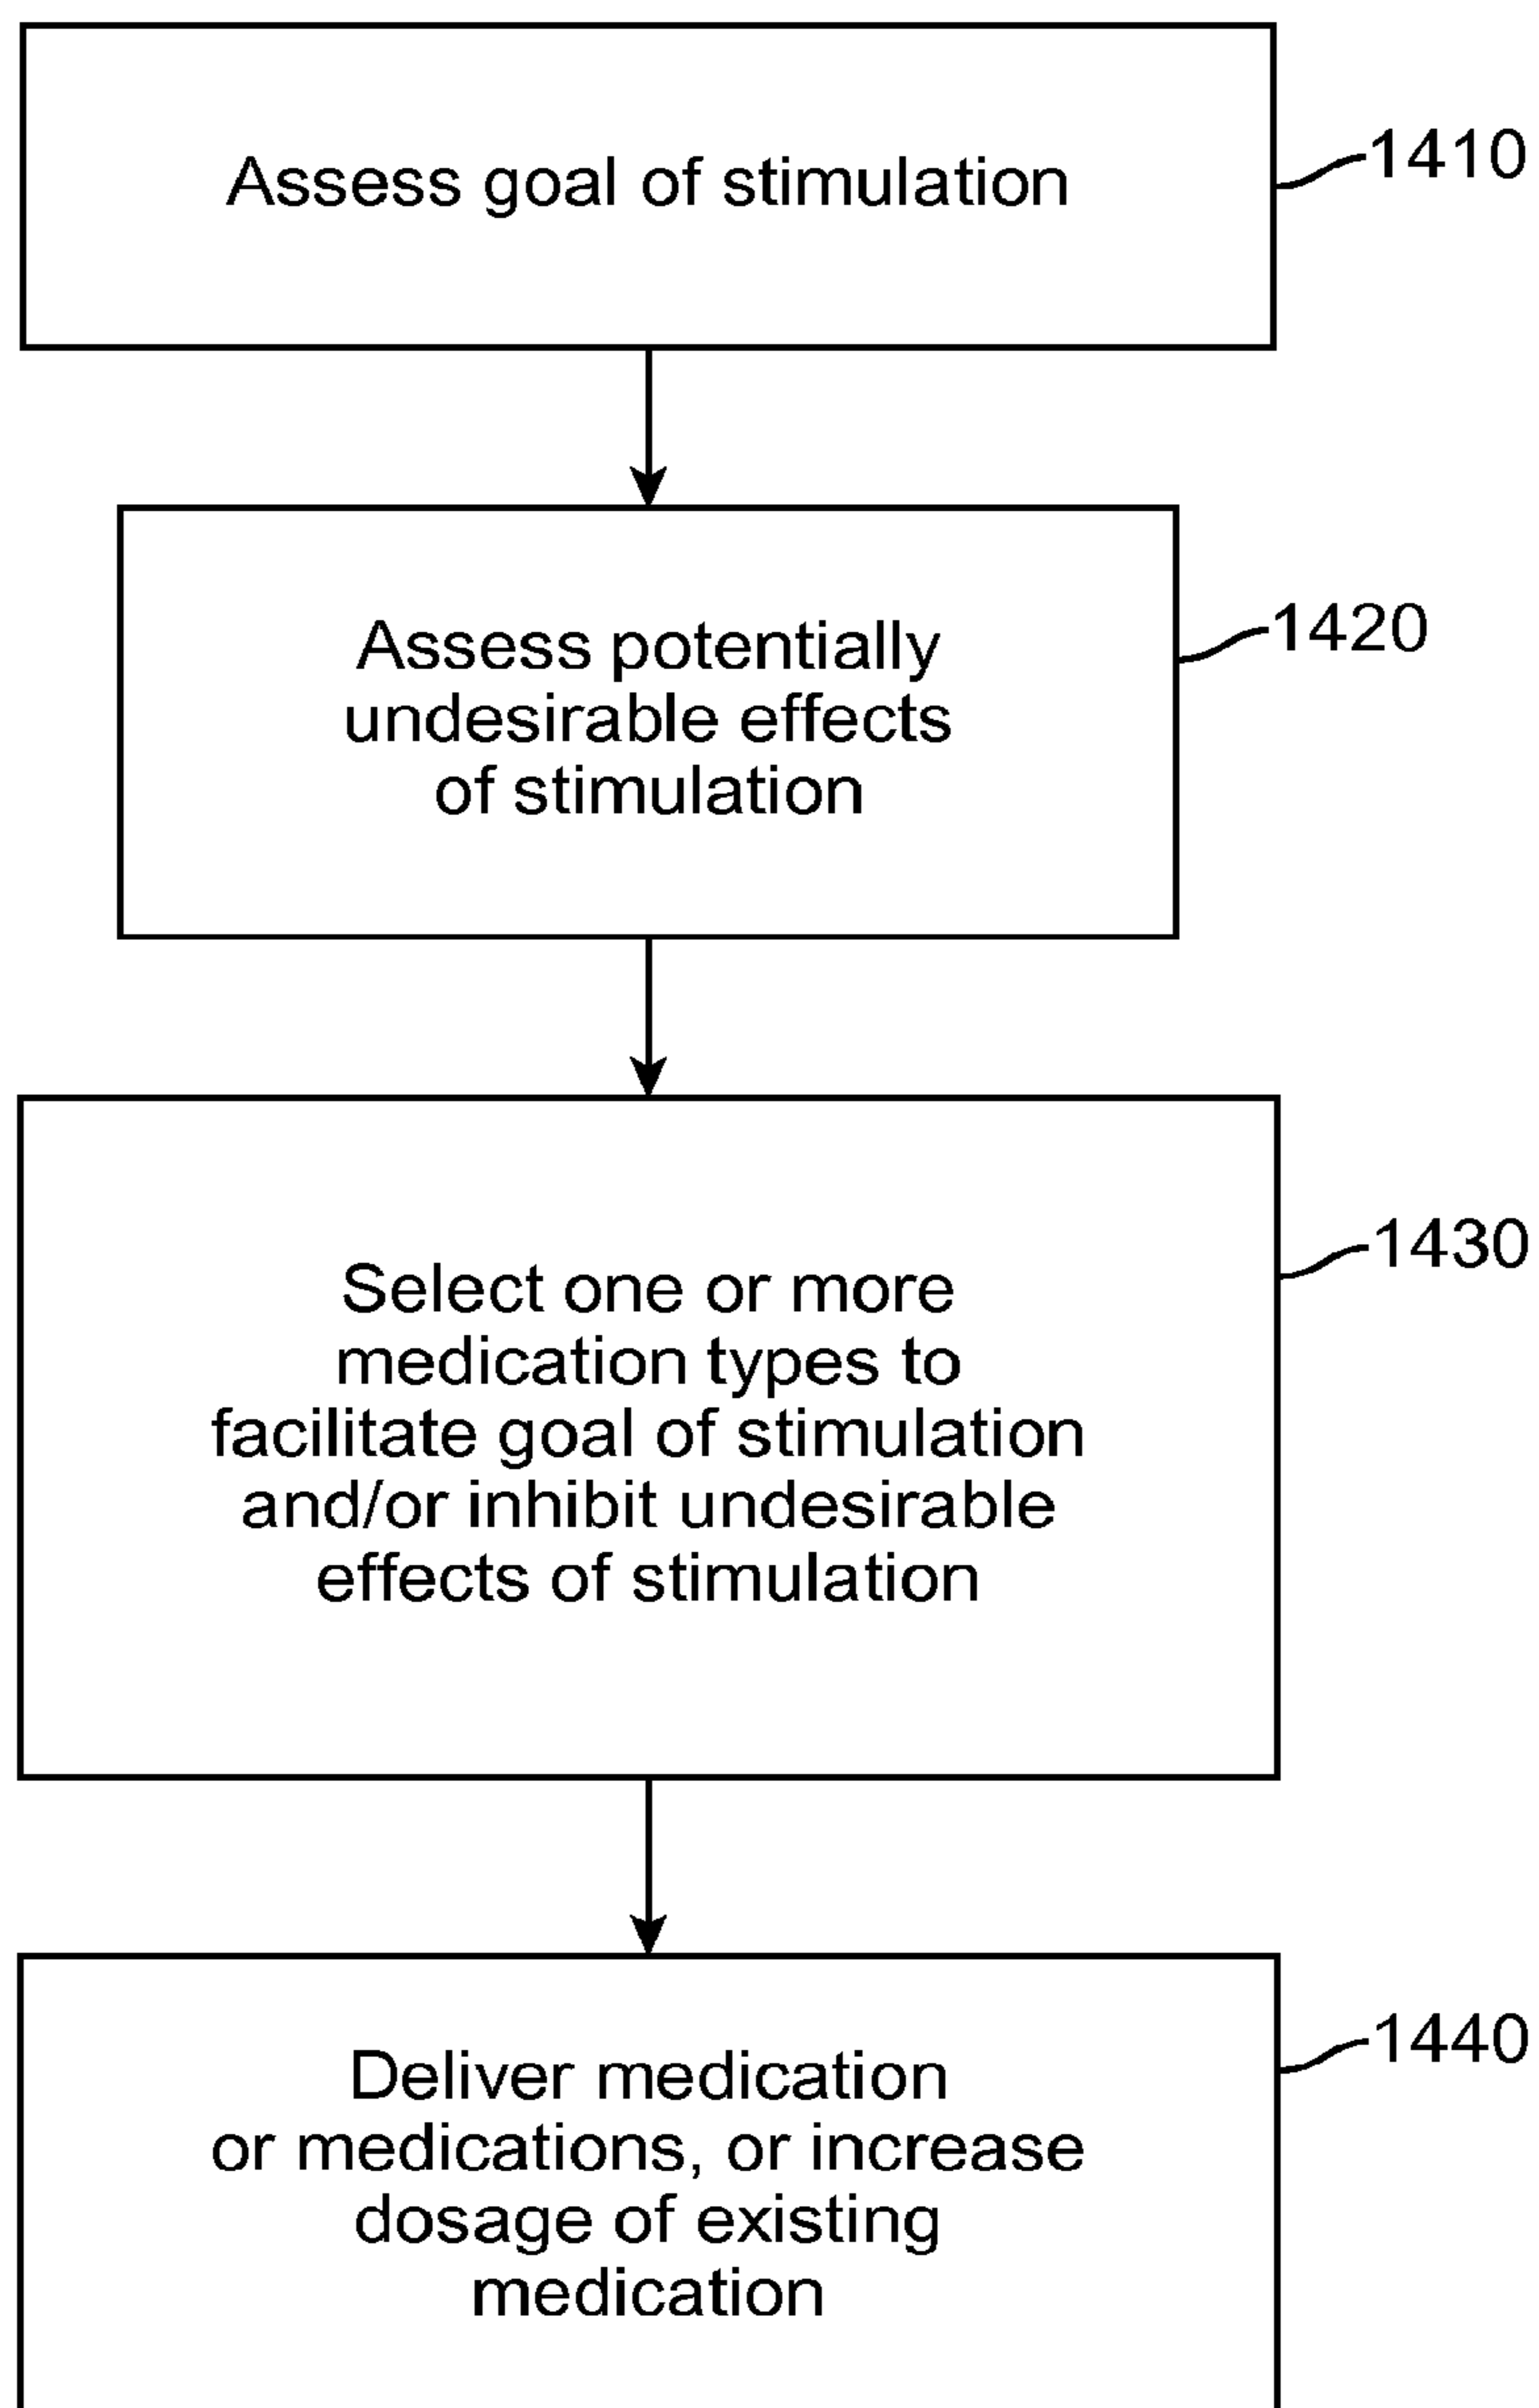 Assess goal of stimulation
1410
Assess potentially
undesirable effects
of stimulation
1420
Select one or more
medication types to
facilitate goal of stimulation
and/or inhibit undesirable
effects of stimulation
1430
Deliver medication
or medications, or increase
dosage of existing
medication
1440